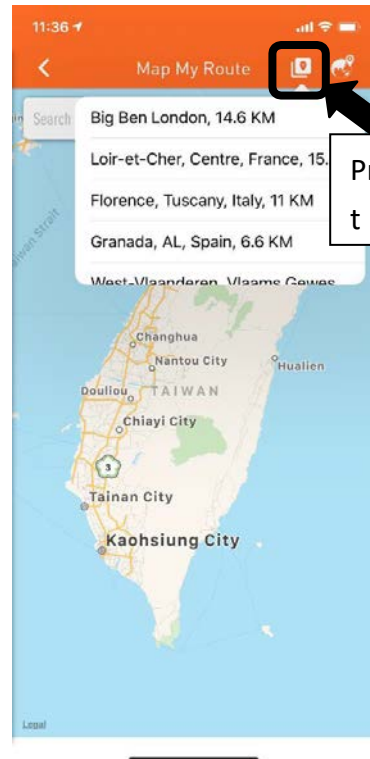 11:36
Map My Route
Search
Big Ben London, 14.6 KM
Loir-et-Cher, Centre, France, 15.
Florence, Tuscany, Italy, 11 KM
Granada, AL, Spain, 6.6 KM
West-Vlaanderen, Vlaams Gewes
Pr
t
Changhua
Nantou City
Hualien
Douliou
TAIWAN
Chiayi City
3
Tainan City
Kaohsiung City
Legal